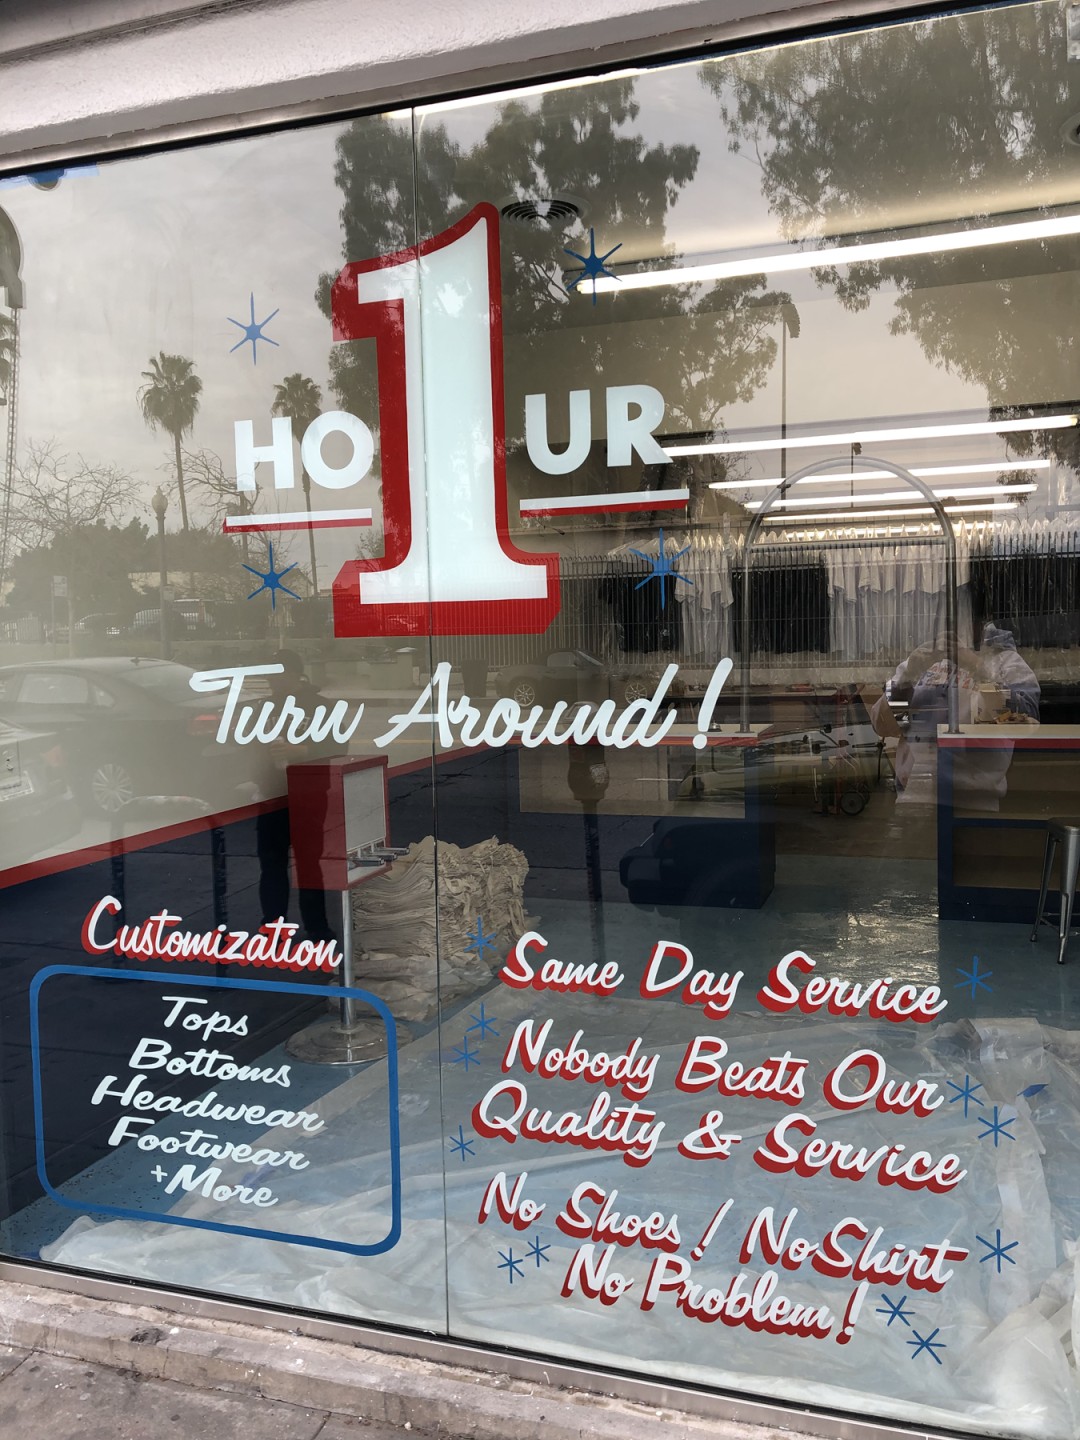 HO1UR
Turn Around!
Customization
Tops
Bottoms
Headwear
Footwear
+More
Same Day Service
Nobody Beats Our
Quality & Service
No Shoes! No Shirt
No Problem!